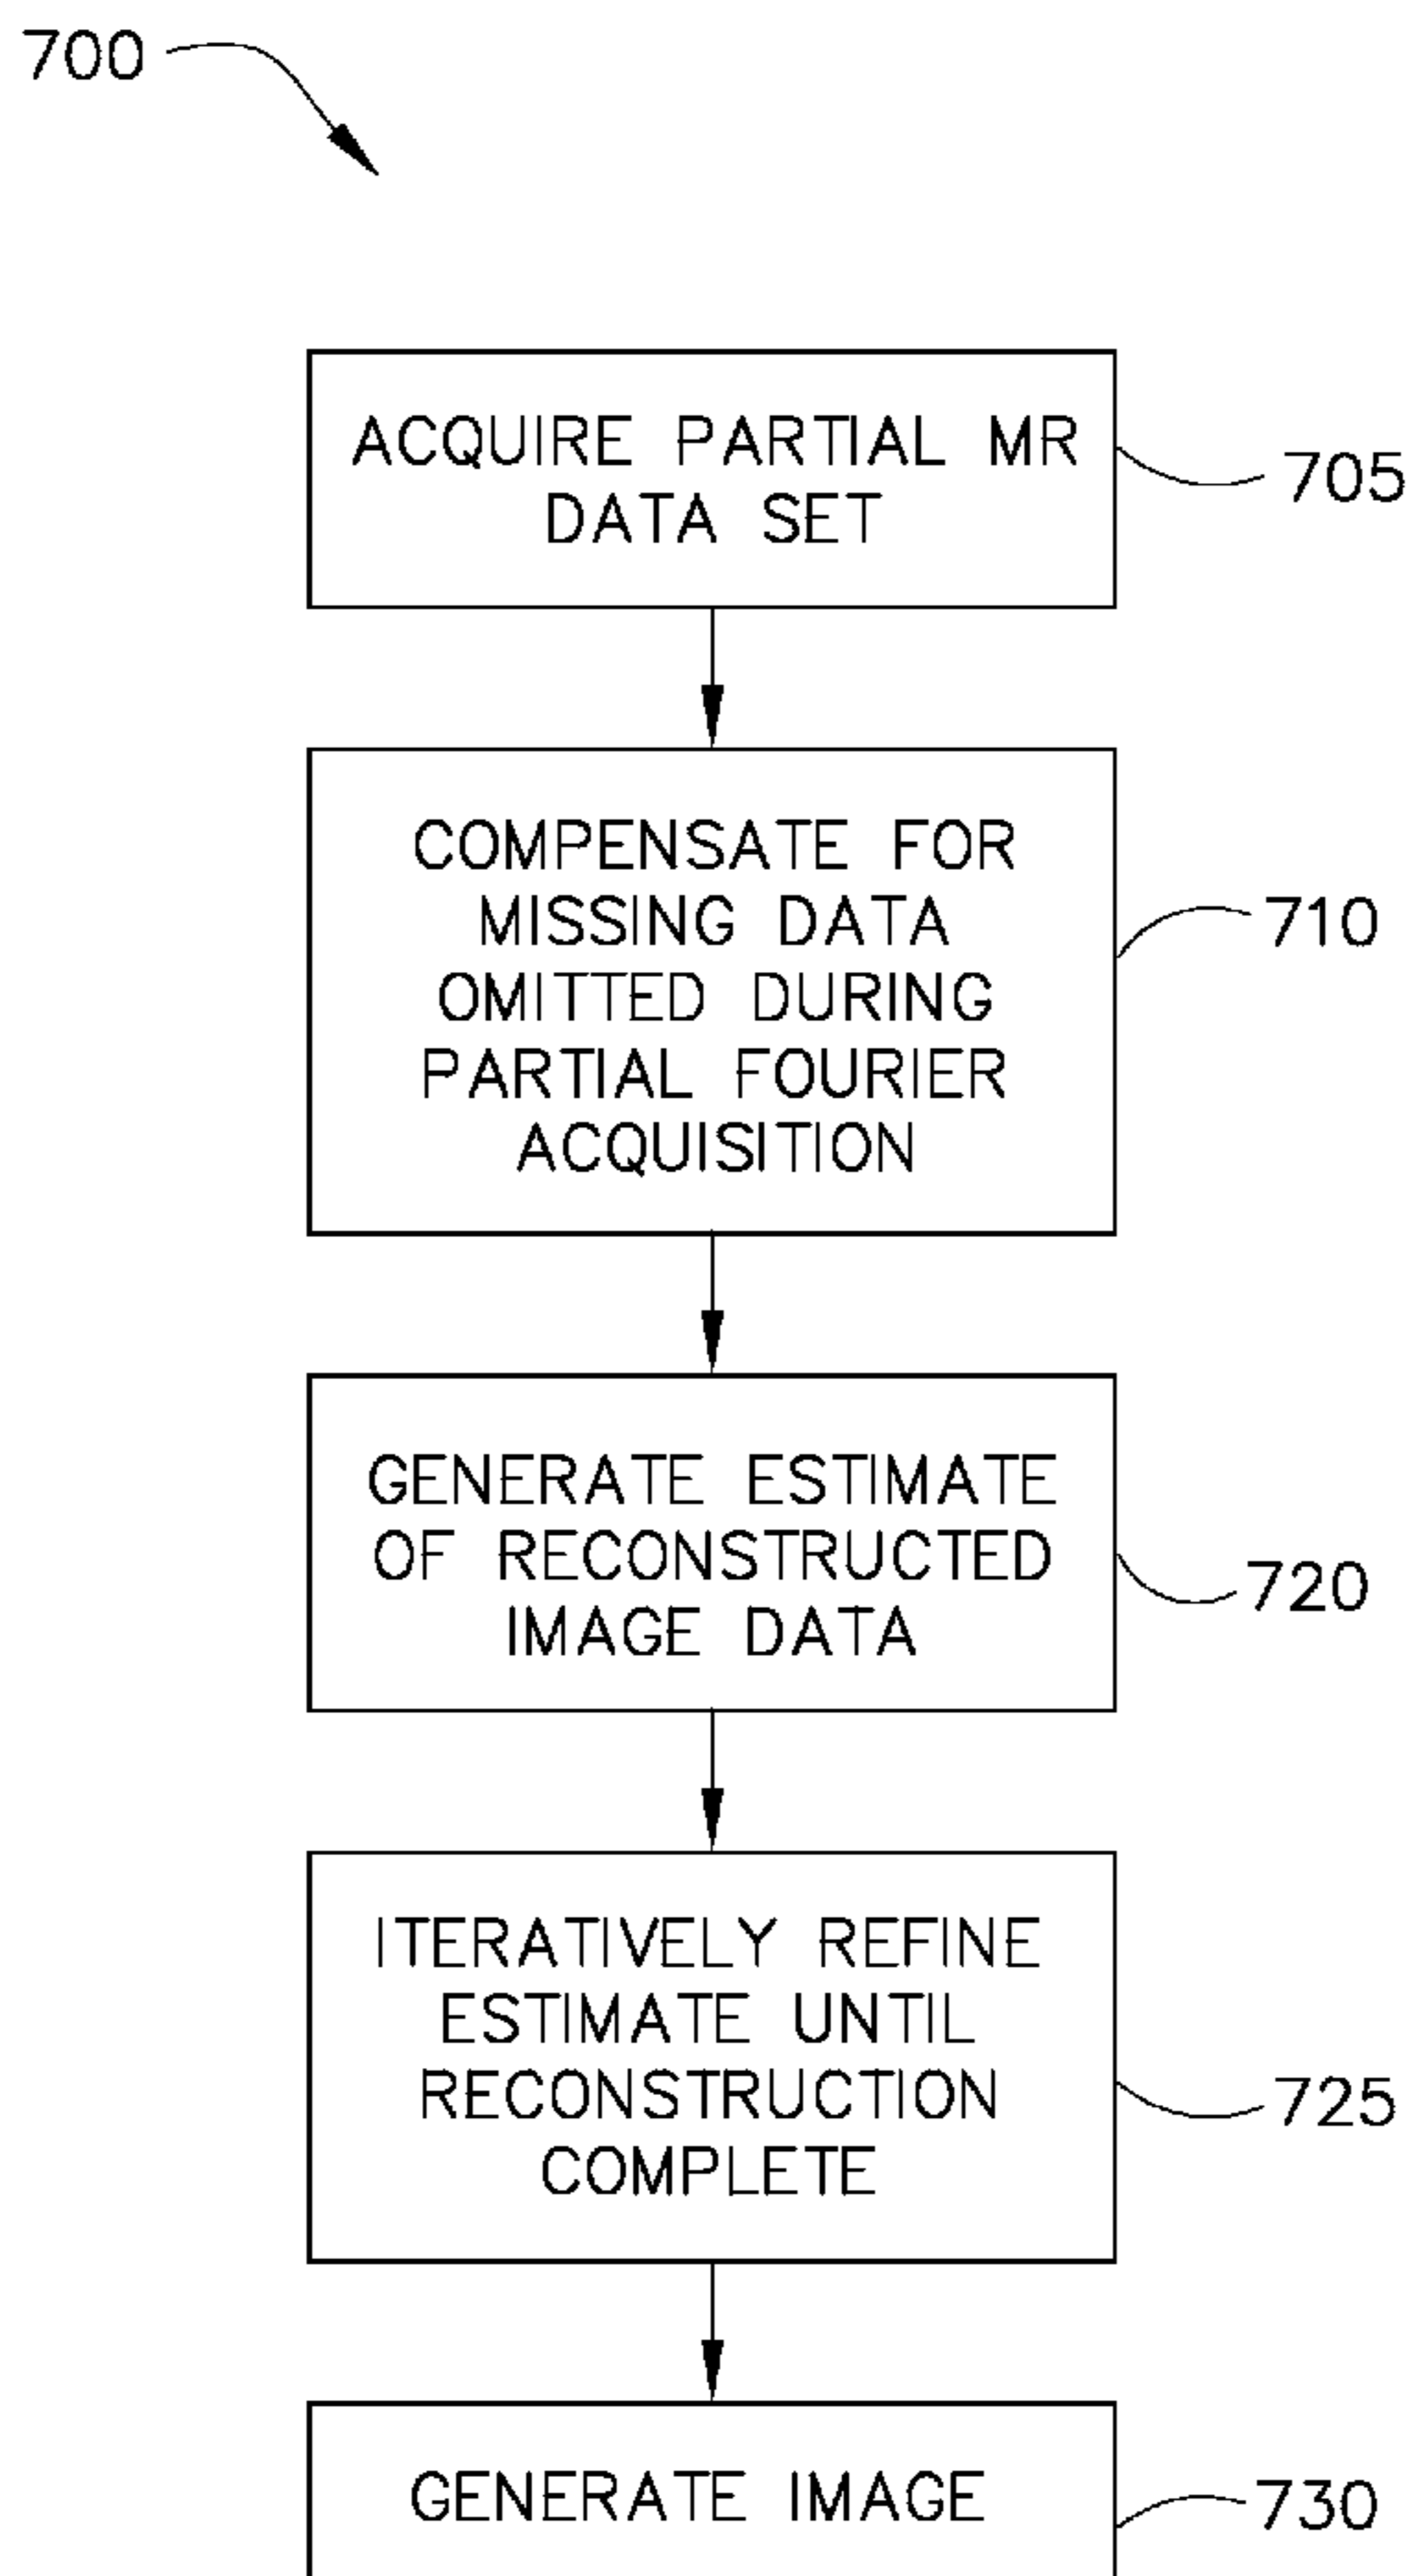 700
ACQUIRE PARTIAL MR
DATA SET
705
COMPENSATE FOR
MISSING DATA
OMITTED DURING
PARTIAL FOURIER
ACQUISITION
710
GENERATE ESTIMATE
OF RECONSTRUCTED
IMAGE DATA
720
ITERATIVELY REFINE
ESTIMATE UNTIL
RECONSTRUCTION
COMPLETE
725
GENERATE IMAGE
730